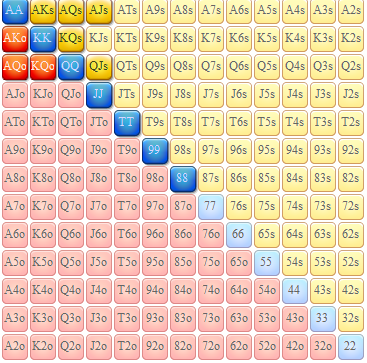 AA AKs AQs AJs ATs A9s A8s A7s A6s A5s A4s A3s A2s
AKo KK KQs KJs KTs K9s K8s K7s K6s K5s K4s K3s K2s
AQo KQo QQ QJs QTs Q9s Q8s Q7s Q6s Q5s Q4s Q3s Q2s
AJo KJo QJo JJ JTs J9s J8s J7s J6s J5s J4s J3s J2s
ATo KTo QTo JTo TT T9s T8s T7s T6s T5s T4s T3s T2s
A9o K9o Q9o J9o T9o 99 98s 97s 96s 95s 94s 93s 92s
A8o K8o Q8o J8o T8o 98o 88 87s 86s 85s 84s 83s 82s
A7o K7o Q7o J7o T7o 97o 87o 77 76s 75s 74s 73s 72s
A6o K6o Q6o J6o T6o 96o 86o 76o 66 65s 64s 63s 62s
A5o K5o Q5o J5o T5o 95o 85o 75o 65o 55 54s 53s 52s
A4o K4o Q4o J4o T4o 94o 84o 74o 64o 54o 44 43s 42s
A3o K3o Q3o J3o T3o 93o 83o 73o 63o 53o 43o 33 32s
A2o K2o Q2o J2o T2o 92o 82o 72o 62o 52o 42o 32o 22